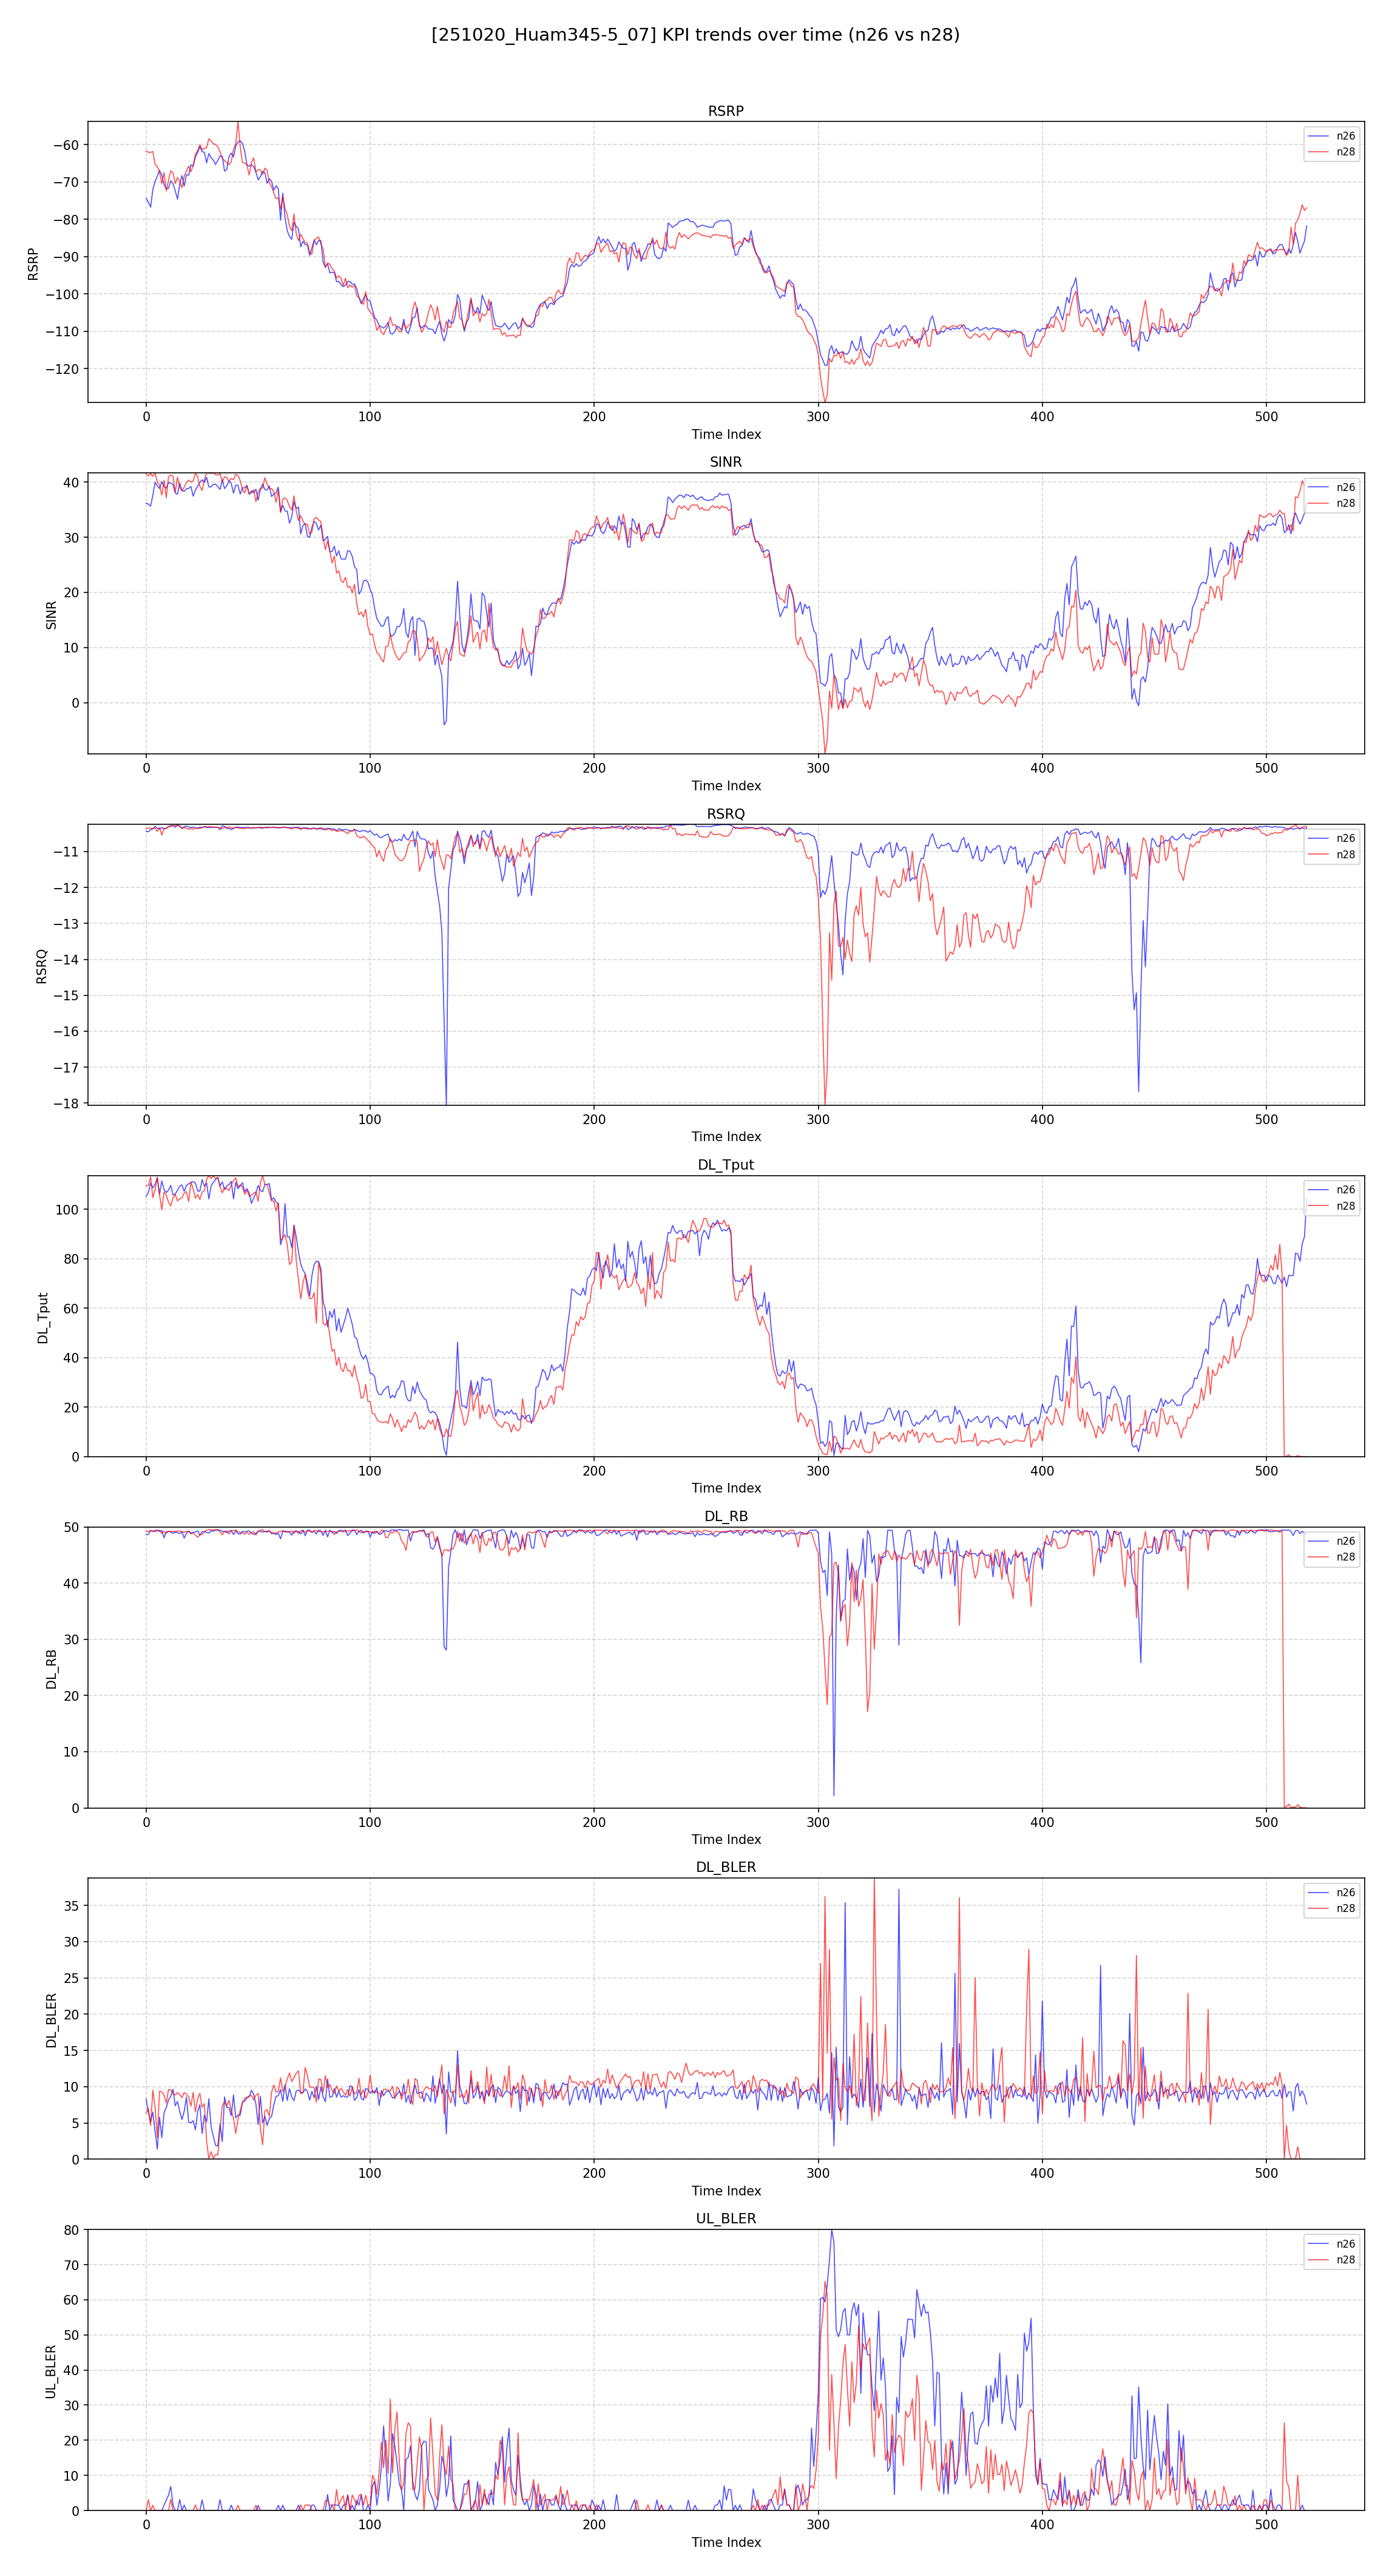 [251020_Huam345-5_07] KPI trends over time (n26 vs n28)
RSRP
n26
n28
−60
−70
−80
−90
−100
−110
−120
RSRP
0 100 200 300 400 500
Time Index
SINR
n26
n28
40
30
20
10
0
SINR
0 100 200 300 400 500
Time Index
RSRQ
n26
n28
−11
−12
−13
−14
−15
−16
−17
−18
RSRQ
0 100 200 300 400 500
Time Index
DL_Tput
n26
n28
100
80
60
40
20
0
DL_Tput
0 100 200 300 400 500
Time Index
DL_RB
n26
n28
50
40
30
20
10
0
DL_RB
0 100 200 300 400 500
Time Index
DL_BLER
n26
n28
35
30
25
20
15
10
5
0
DL_BLER
0 100 200 300 400 500
Time Index
UL_BLER
n26
n28
80
70
60
50
40
30
20
10
0
UL_BLER
0 100 200 300 400 500
Time Index